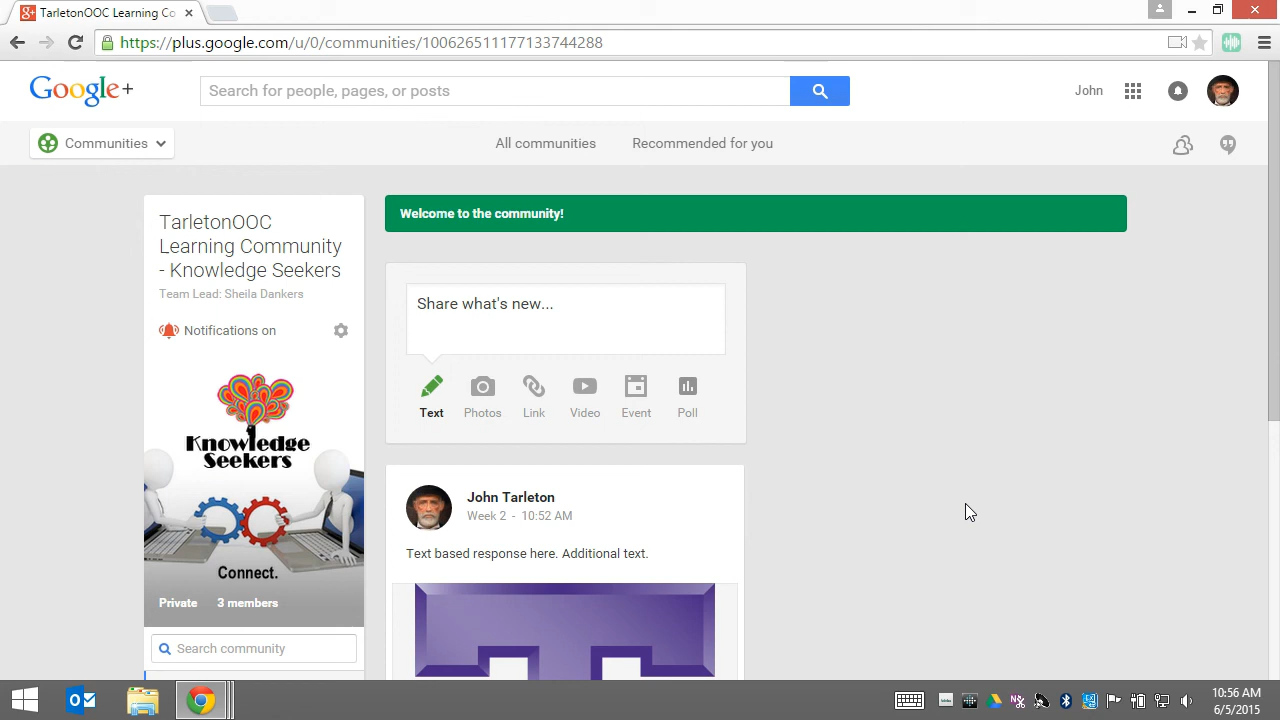 TarletonOOC Learning Co
https://plus.google.com/u/0/communities/100626511177133744288
Google+
Search for people, pages, or posts
John
Communities
All communities
Recommended for you
TarletonOOC
Learning Community
- Knowledge Seekers
Team Lead: Sheila Dankers
Notifications on
Knowledge
Seekers
Connect.
Private 3 members
Search community
Welcome to the community!
Share what's new...
Text Photos Link Video Event Poll
John Tarleton
Week 2 - 10:52 AM
Text based response here. Additional text.
10:56 AM
6/5/2015